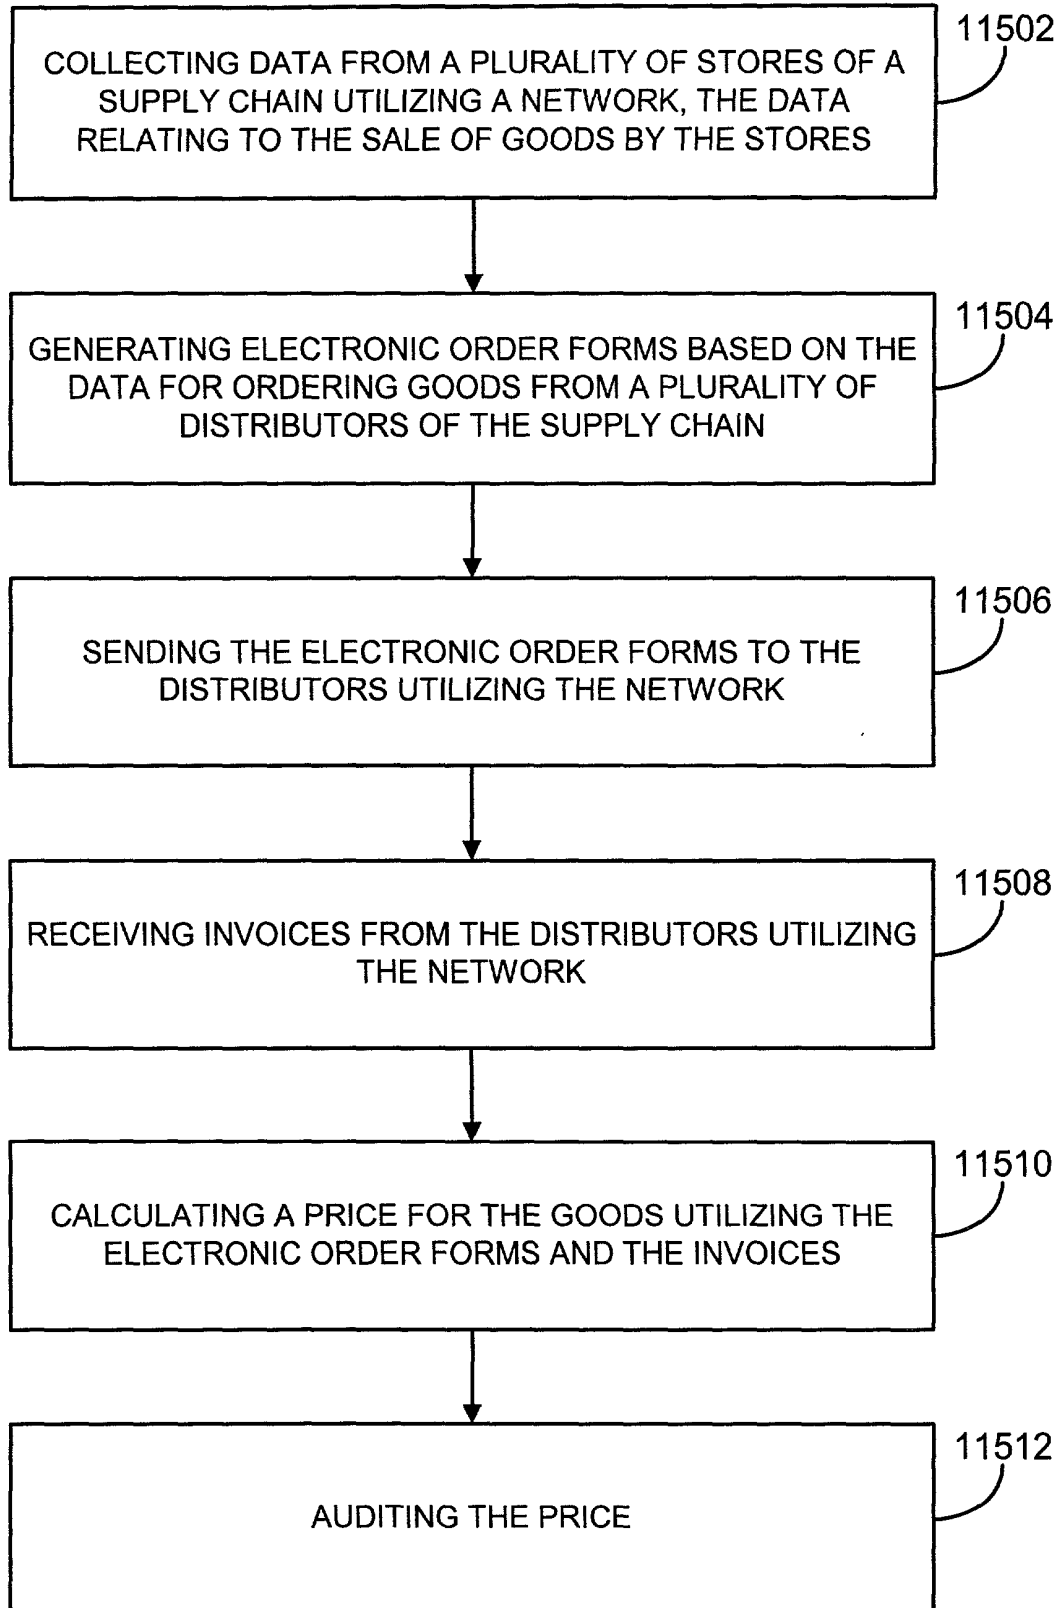 11502
COLLECTING DATA FROM A PLURALITY OF STORES OF A
SUPPLY CHAIN UTILIZING A NETWORK, THE DATA
RELATING TO THE SALE OF GOODS BY THE STORES
11504
GENERATING ELECTRONIC ORDER FORMS BASED ON THE
DATA FOR ORDERING GOODS FROM A PLURALITY OF
DISTRIBUTORS OF THE SUPPLY CHAIN
11506
SENDING THE ELECTRONIC ORDER FORMS TO THE
DISTRIBUTORS UTILIZING THE NETWORK
11508
RECEIVING INVOICES FROM THE DISTRIBUTORS UTILIZING
THE NETWORK
11510
CALCULATING A PRICE FOR THE GOODS UTILIZING THE
ELECTRONIC ORDER FORMS AND THE INVOICES
11512
AUDITING THE PRICE